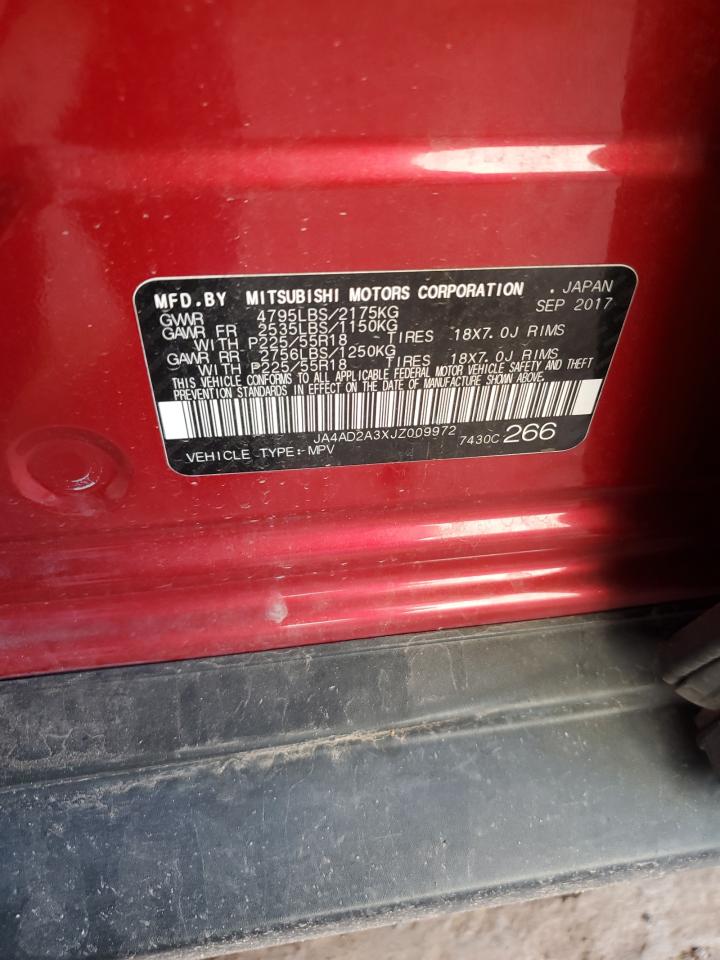 MFD.BY MITSUBISHI MOTORS CORPORATION . JAPAN
GVWR 4795LBS/2175KG SEP 2017
GAWR FR 2535LBS/1150KG
WITH P225/55R18 TIRES 18X7.0J RIMS
GAWR RR 2756LBS/1250KG
WITH P225/55R18 TIRES 18X7.0J RIMS
THIS VEHICLE CONFORMS TO ALL APPLICABLE FEDERAL MOTOR VEHICLE SAFETY AND THEFT
PREVENTION STANDARDS IN EFFECT ON THE DATE OF MANUFACTURE SHOWN ABOVE.
JA4AD2A3XJZ009972
VEHICLE TYPE:-MPV 7430C 266